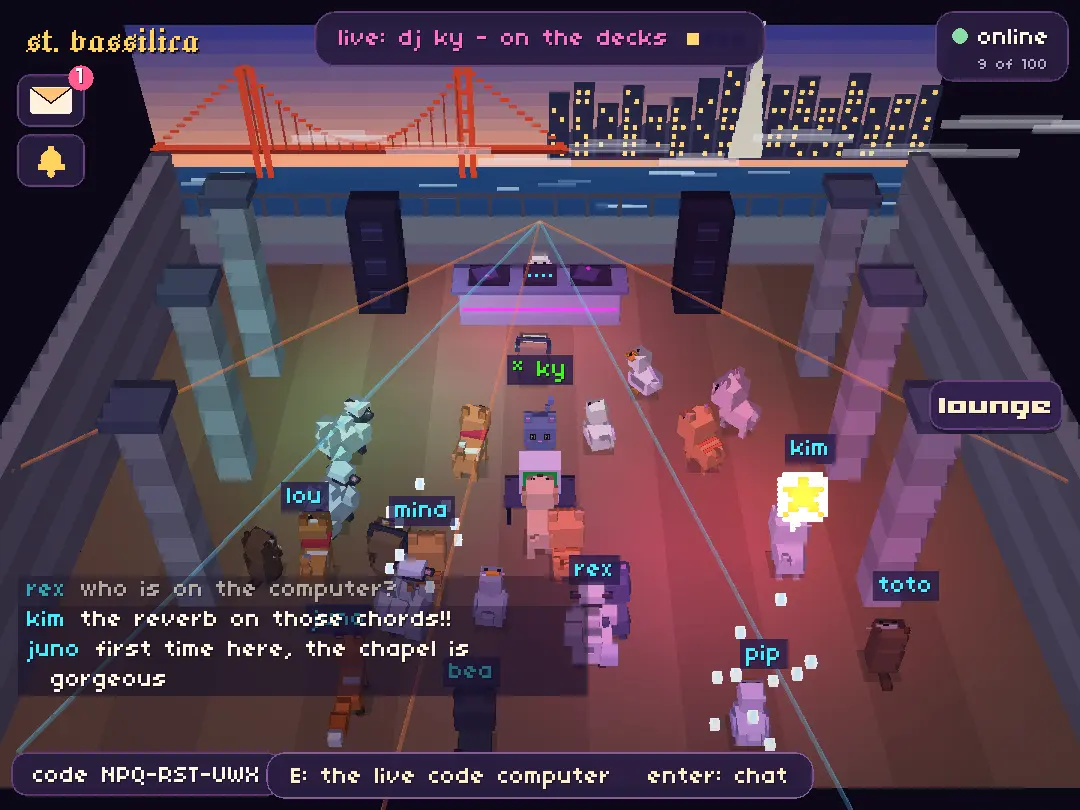 st. bassilica
live: dj ky - on the decks
online
9 of 100
1
lounge
× ky
kim
lou
mina
rex
toto
rex who is on the computer?
kim the reverb on those chords!!
juno first time here, the chapel is
gorgeous
juno
bea
pip
code NPQ-RST-UWX
E: the live code computer enter: chat